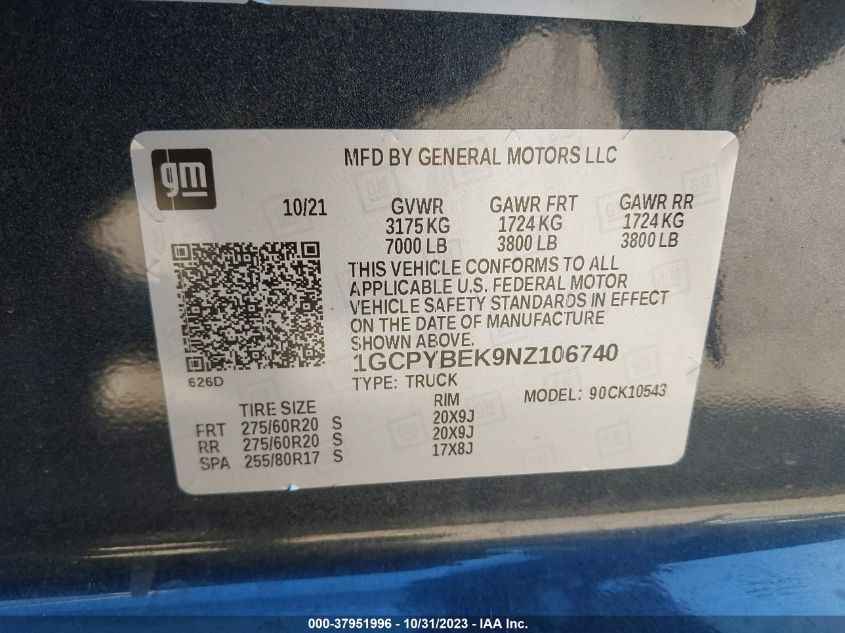 gm
MFD BY GENERAL MOTORS LLC
10/21 GVWR GAWR FRT GAWR RR
3175 KG 1724 KG 1724 KG
7000 LB 3800 LB 3800 LB
THIS VEHICLE CONFORMS TO ALL
APPLICABLE U.S. FEDERAL MOTOR
VEHICLE SAFETY STANDARDS IN EFFECT
ON THE DATE OF MANUFACTURE
SHOWN ABOVE.
1GCPYBEK9NZ106740
626D
TYPE: TRUCK
MODEL: 90CK10543
TIRE SIZE RIM
FRT 275/60R20 S 20X9J
RR 275/60R20 S 20X9J
SPA 255/80R17 S 17X8J
000-37951996 - 10/31/2023 - IAA Inc.